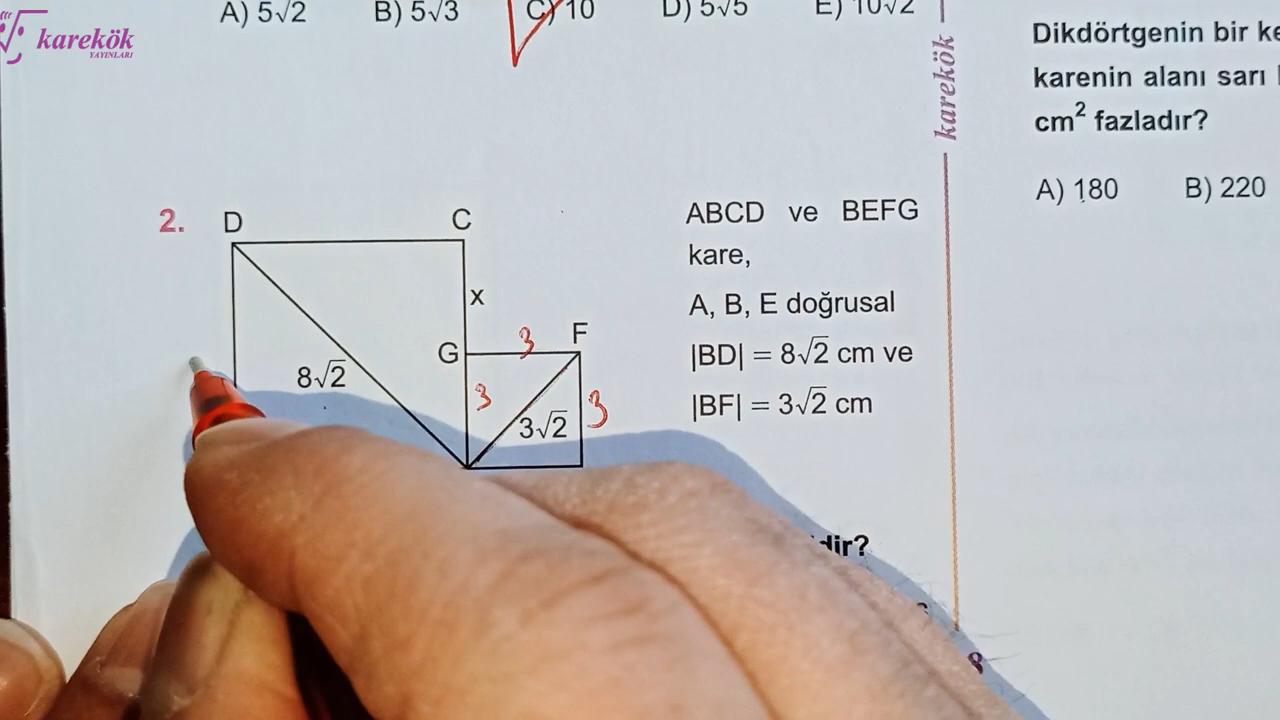 karekök
YAYINLARI
A) 5√2 B) 5√3 C) 10 D) 5√5 E) 10√2
karekök
2.
D C
x
3 F
G
8√2 3 3√2 3
ABCD ve BEFG
kare,
A, B, E doğrusal
|BD| = 8√2 cm ve
|BF| = 3√2 cm
Dikdörtgenin bir
karenin alanı sarı
cm² fazladır?
A) 180 B) 220